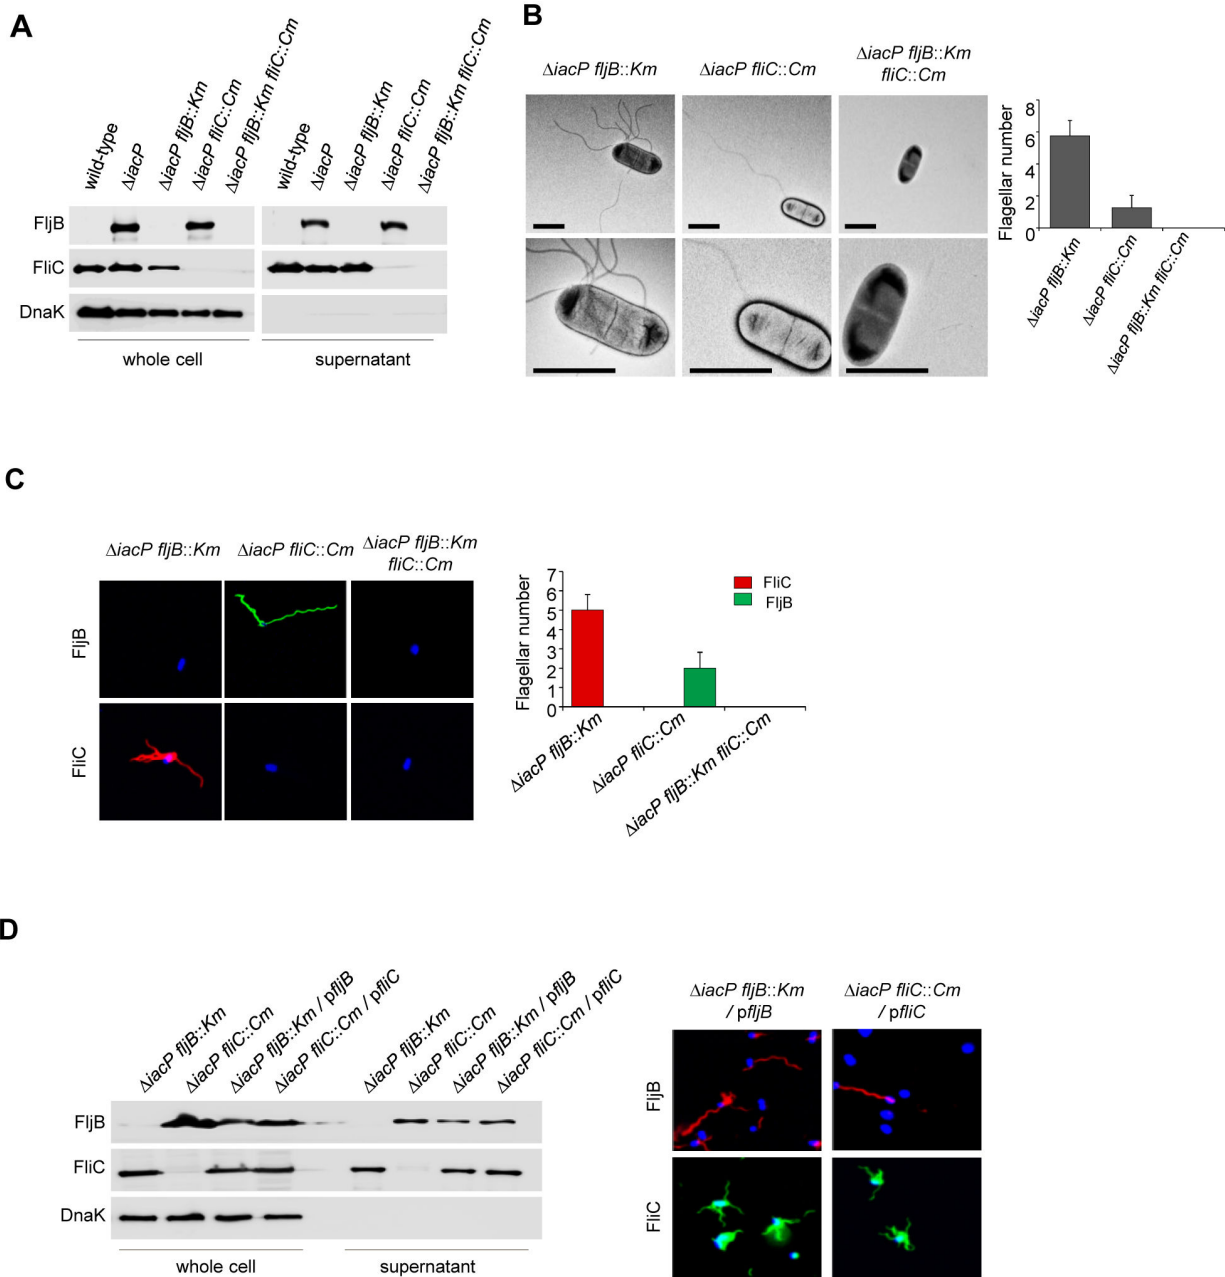 A
wild-type
ΔiacP
ΔiacP fljB::Km
ΔiacP fliC::Cm
ΔiacP fljB::Km fliC::Cm
wild-type
ΔiacP
ΔiacP fljB::Km
ΔiacP fliC::Cm
ΔiacP fljB::Km fliC::Cm
FljB
FliC
DnaK
whole cell
supernatant
B
ΔiacP fljB::Km
ΔiacP fliC::Cm
ΔiacP fljB::Km
fliC::Cm
Flagellar number
8
6
4
2
0
ΔiacP fljB::Km
ΔiacP fliC::Cm
ΔiacP fljB::Km fliC::Cm
C
ΔiacP fljB::Km
ΔiacP fliC::Cm
ΔiacP fljB::Km
fliC::Cm
FljB
FliC
Flagellar number
7
6
5
4
3
2
1
0
FliC
FljB
ΔiacP fljB::Km
ΔiacP fliC::Cm
ΔiacP fljB::Km fliC::Cm
D
ΔiacP fljB::Km
ΔiacP fliC::Cm
ΔiacP fljB::Km / pfljB
ΔiacP fliC::Cm / pfliC
ΔiacP fljB::Km
ΔiacP fliC::Cm
ΔiacP fljB::Km / pfljB
ΔiacP fliC::Cm / pfliC
FljB
FliC
DnaK
whole cell
supernatant
ΔiacP fljB::Km
/ pfljB
ΔiacP fliC::Cm
/ pfliC
FljB
FliC